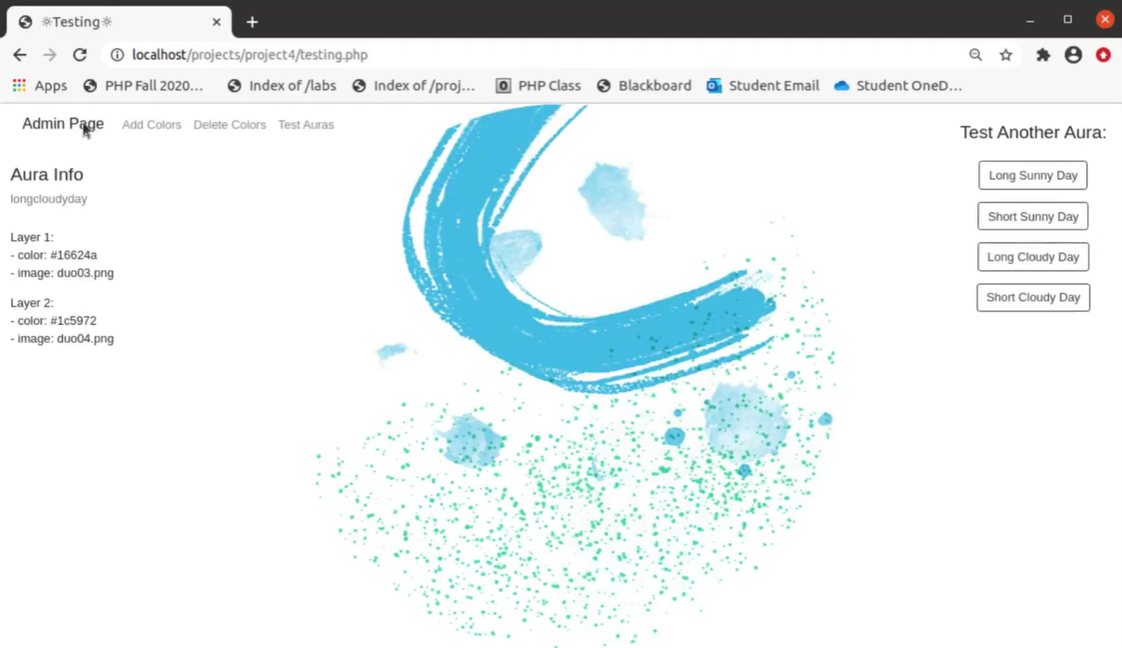 ☼Testing☼
localhost/projects/project4/testing.php
Apps PHP Fall 2020... Index of /labs Index of /proj... PHP Class Blackboard Student Email Student OneD...
Admin Page Add Colors Delete Colors Test Auras
Aura Info
longcloudyday
Layer 1:
- color: #16624a
- image: duo03.png
Layer 2:
- color: #1c5972
- image: duo04.png
Test Another Aura:
Long Sunny Day
Short Sunny Day
Long Cloudy Day
Short Cloudy Day